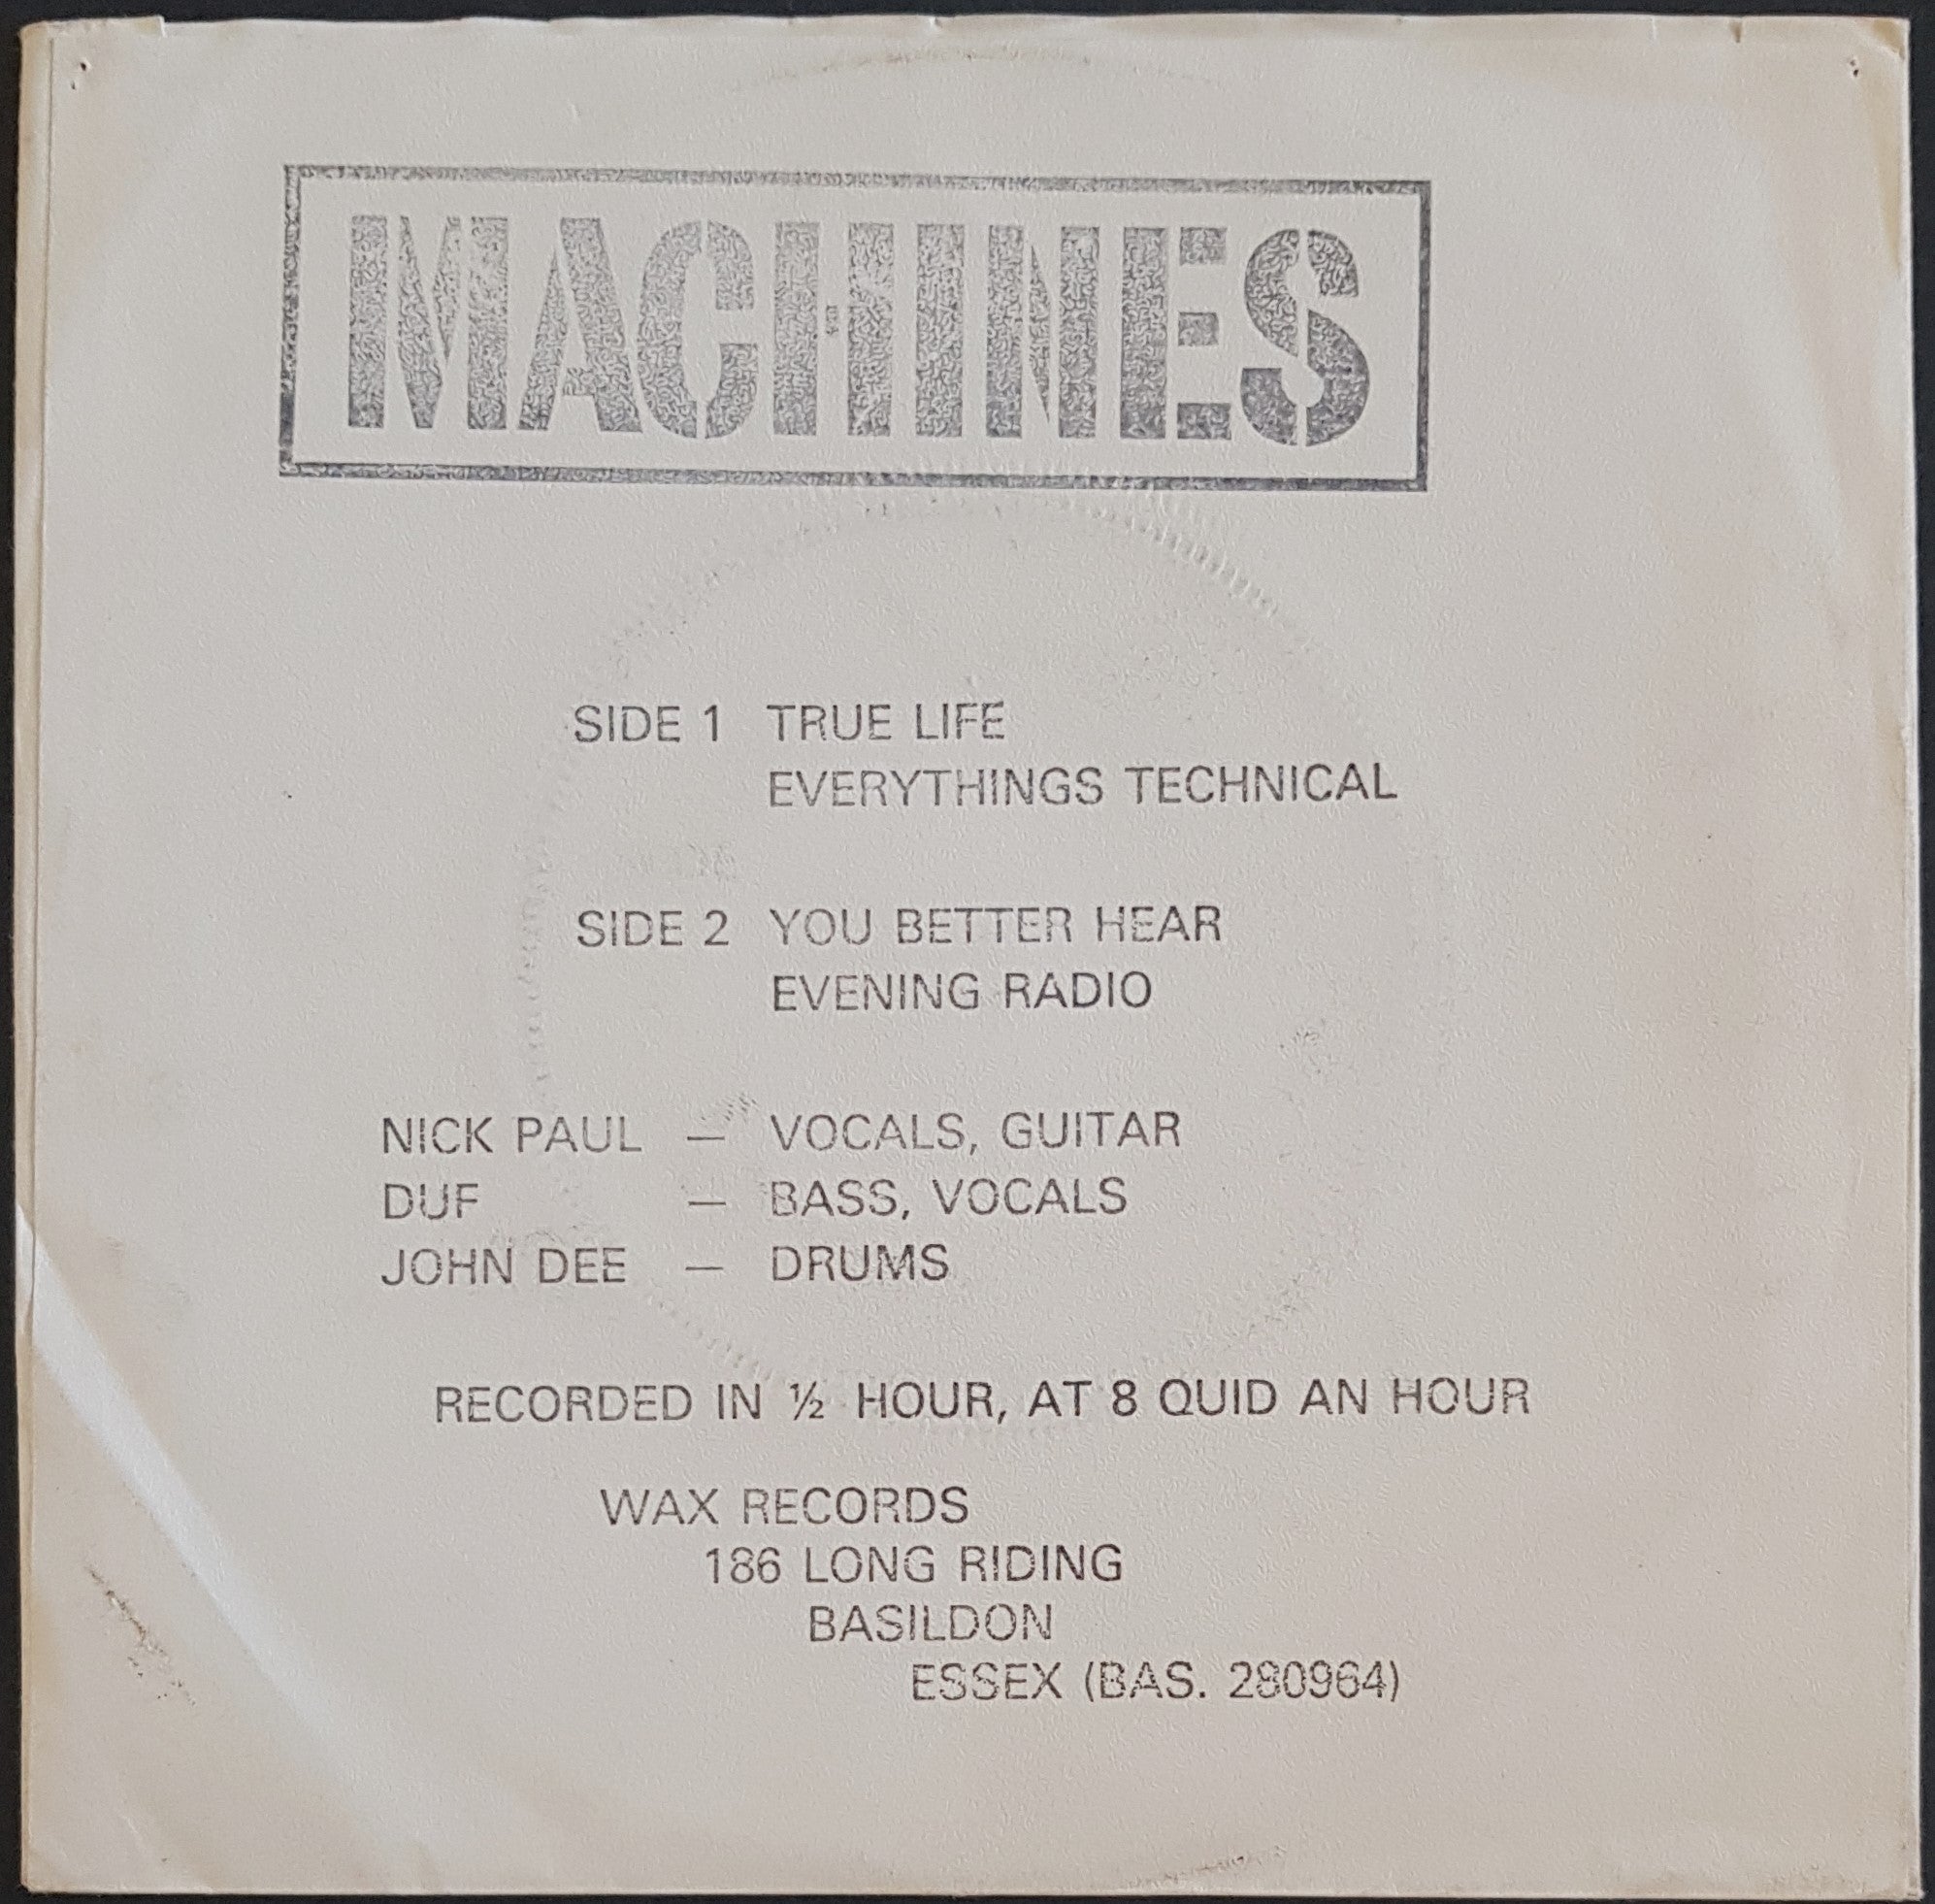 MACHINES
SIDE 1 TRUE LIFE
EVERYTHINGS TECHNICAL
SIDE 2 YOU BETTER HEAR
EVENING RADIO
NICK PAUL — VOCALS, GUITAR
DUF — BASS, VOCALS
JOHN DEE — DRUMS
RECORDED IN ½ HOUR, AT 8 QUID AN HOUR
WAX RECORDS
186 LONG RIDING
BASILDON
ESSEX (BAS. 280964)